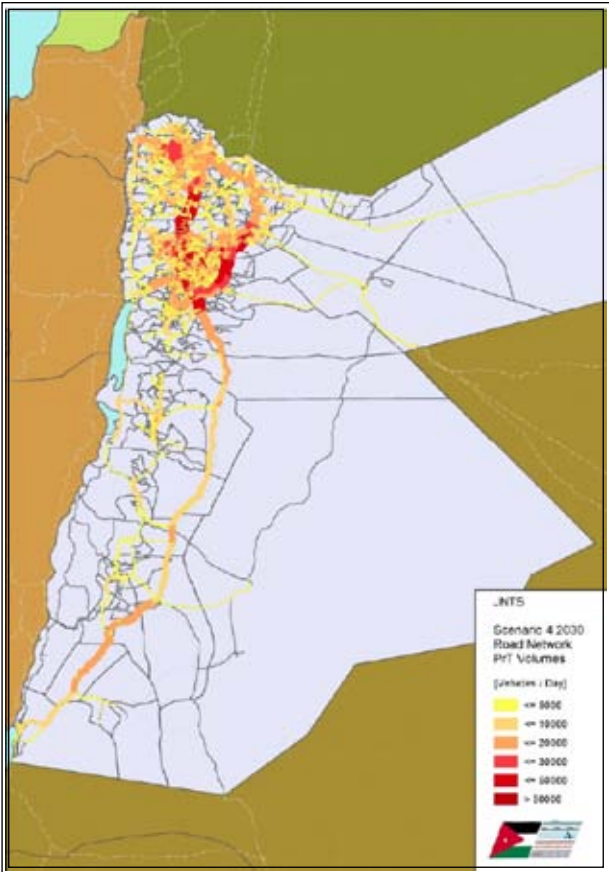 JNTS
Scenario 4 2030
Road Network
PrT Volumes
[Vehicles / Day]
<= 5000
<= 10000
<= 20000
<= 30000
<= 50000
> 50000